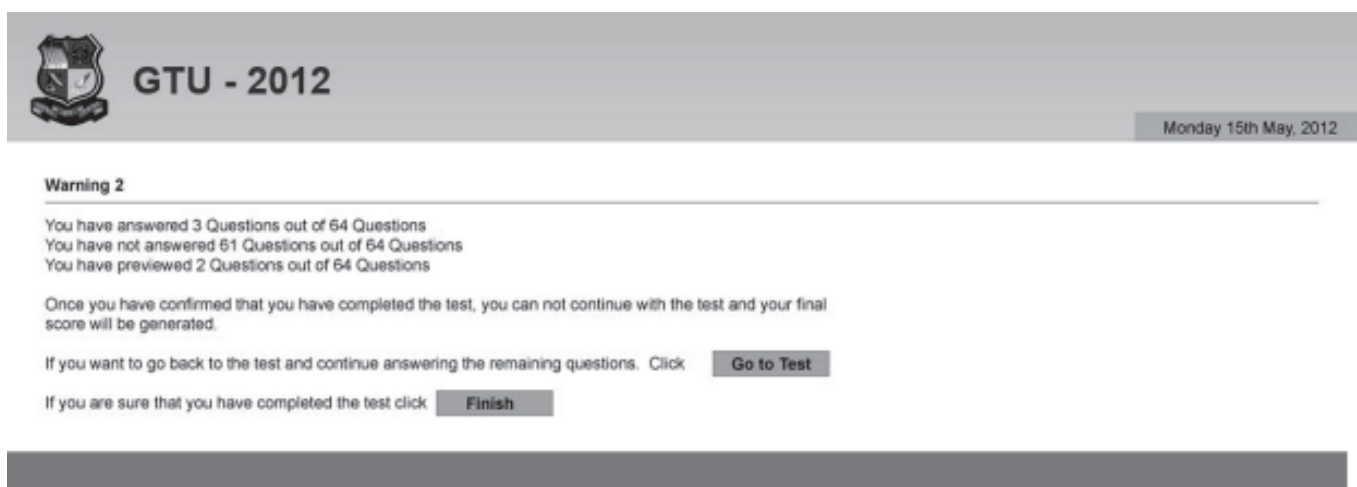 GTU - 2012
Monday 15th May, 2012
Warning 2
You have answered 3 Questions out of 64 Questions
You have not answered 61 Questions out of 64 Questions
You have previewed 2 Questions out of 64 Questions
Once you have confirmed that you have completed the test, you can not continue with the test and your final
score will be generated.
If you want to go back to the test and continue answering the remaining questions. Click Go to Test
If you are sure that you have completed the test click Finish